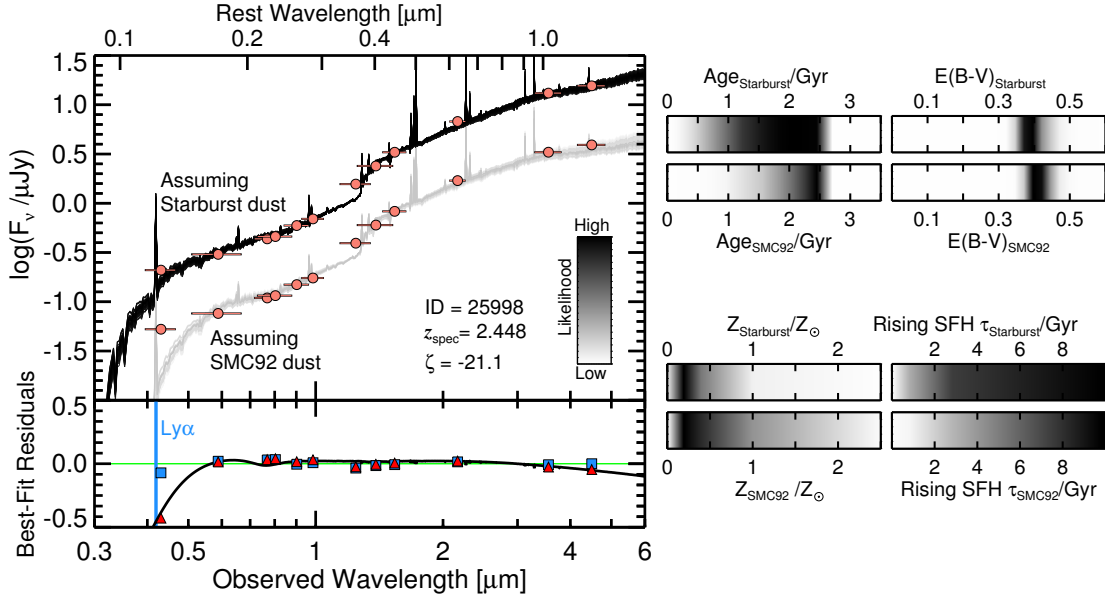 Rest Wavelength [μm]
0.1 0.2 0.4 1.0
1.5
1.0
0.5
0.0
-0.5
-1.0
-1.5
log(Fν /μJy)
Assuming
Starburst dust
Assuming
SMC92 dust
ID = 25998
zspec = 2.448
ζ = -21.1
High
Likelihood
Low
0.5
0.0
-0.5
Best-Fit Residuals
Lyα
0.3 0.5 1 2 4 6
Observed Wavelength [μm]
AgeStarburst/Gyr
0 1 2 3
0 1 2 3
AgeSMC92/Gyr
E(B-V)Starburst
0.1 0.3 0.5
0.1 0.3 0.5
E(B-V)SMC92
ZStarburst/Z⊙
0 1 2
0 1 2
ZSMC92 /Z⊙
Rising SFH τStarburst/Gyr
2 4 6 8
2 4 6 8
Rising SFH τSMC92/Gyr